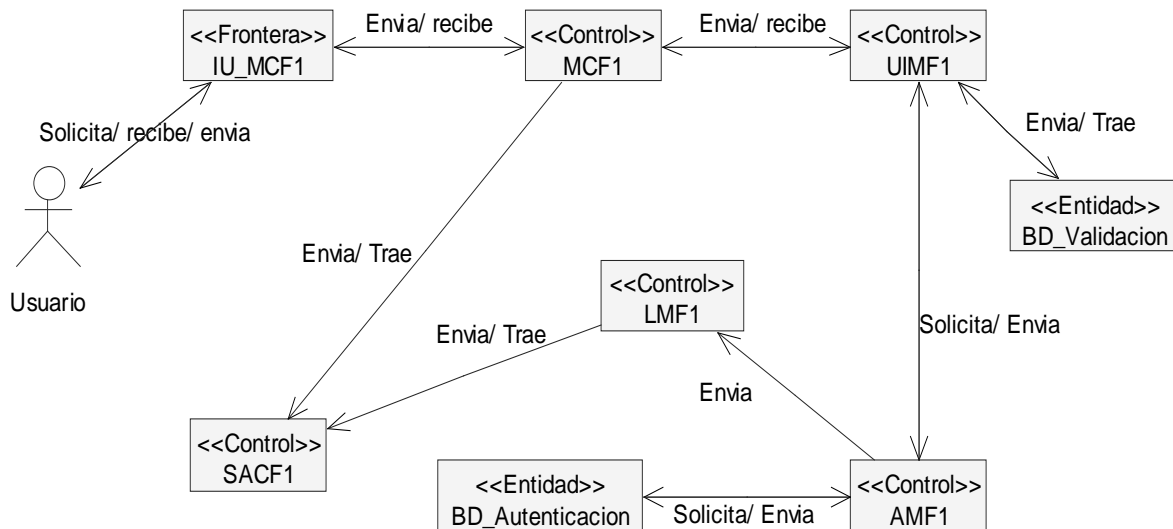 <<Frontera>>
IU_MCF1
Envia/ recibe
<<Control>>
MCF1
Envia/ recibe
<<Control>>
UIMF1
Solicita/ recibe/ envia
Envia/ Trae
<<Entidad>>
BD_Validacion
Usuario
Envia/ Trae
<<Control>>
LMF1
Envia/ Trae
Solicita/ Envia
Envia
<<Control>>
SACF1
<<Entidad>>
BD_Autenticacion
Solicita/ Envia
<<Control>>
AMF1